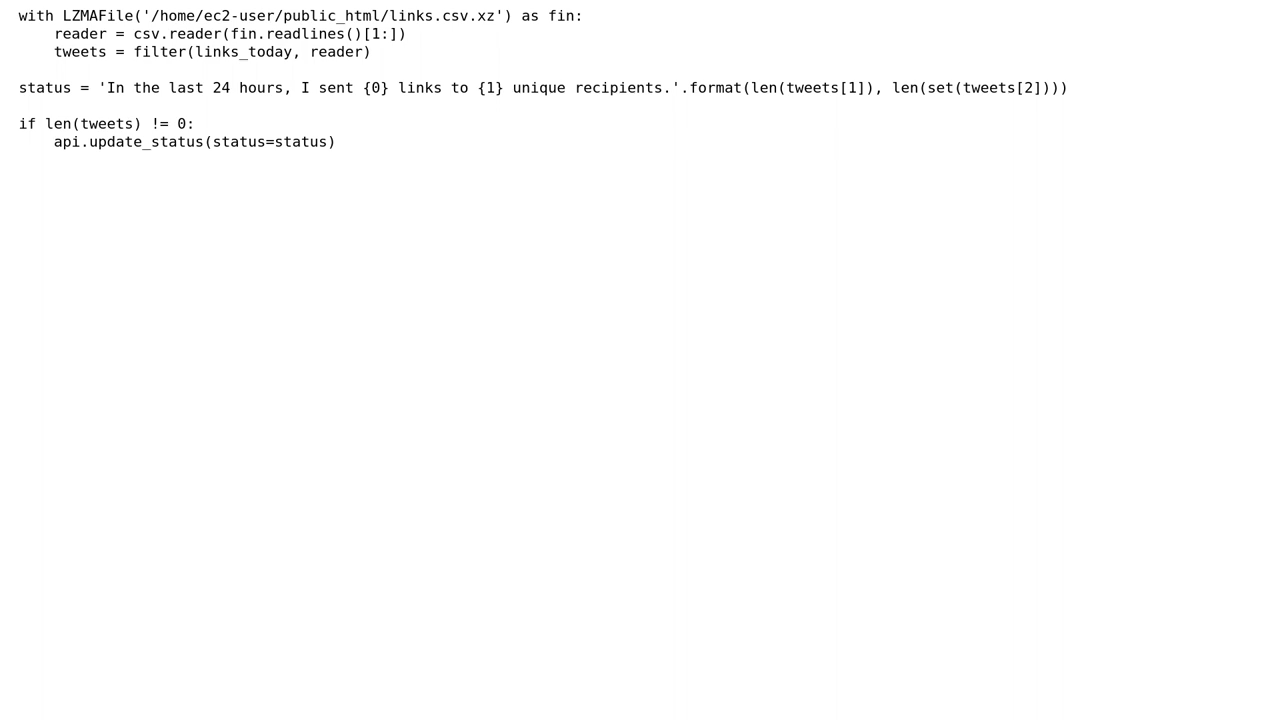 with LZMAFile('/home/ec2-user/public_html/links.csv.xz') as fin:
    reader = csv.reader(fin.readlines()[1:])
    tweets = filter(links_today, reader)

status = 'In the last 24 hours, I sent {0} links to {1} unique recipients.'.format(len(tweets[1]), len(set(tweets[2])))

if len(tweets) != 0:
    api.update_status(status=status)